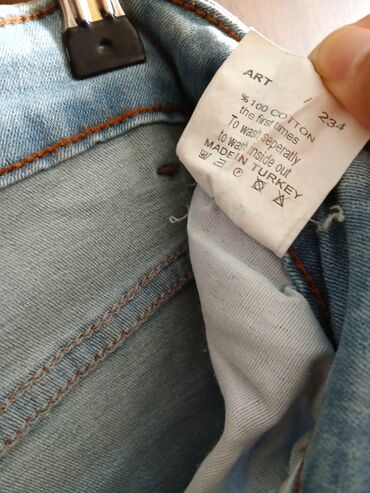 ART / 234
% 100 COTTON
the first times
To wash seperatly
to wash inside out
MADE IN TURKEY